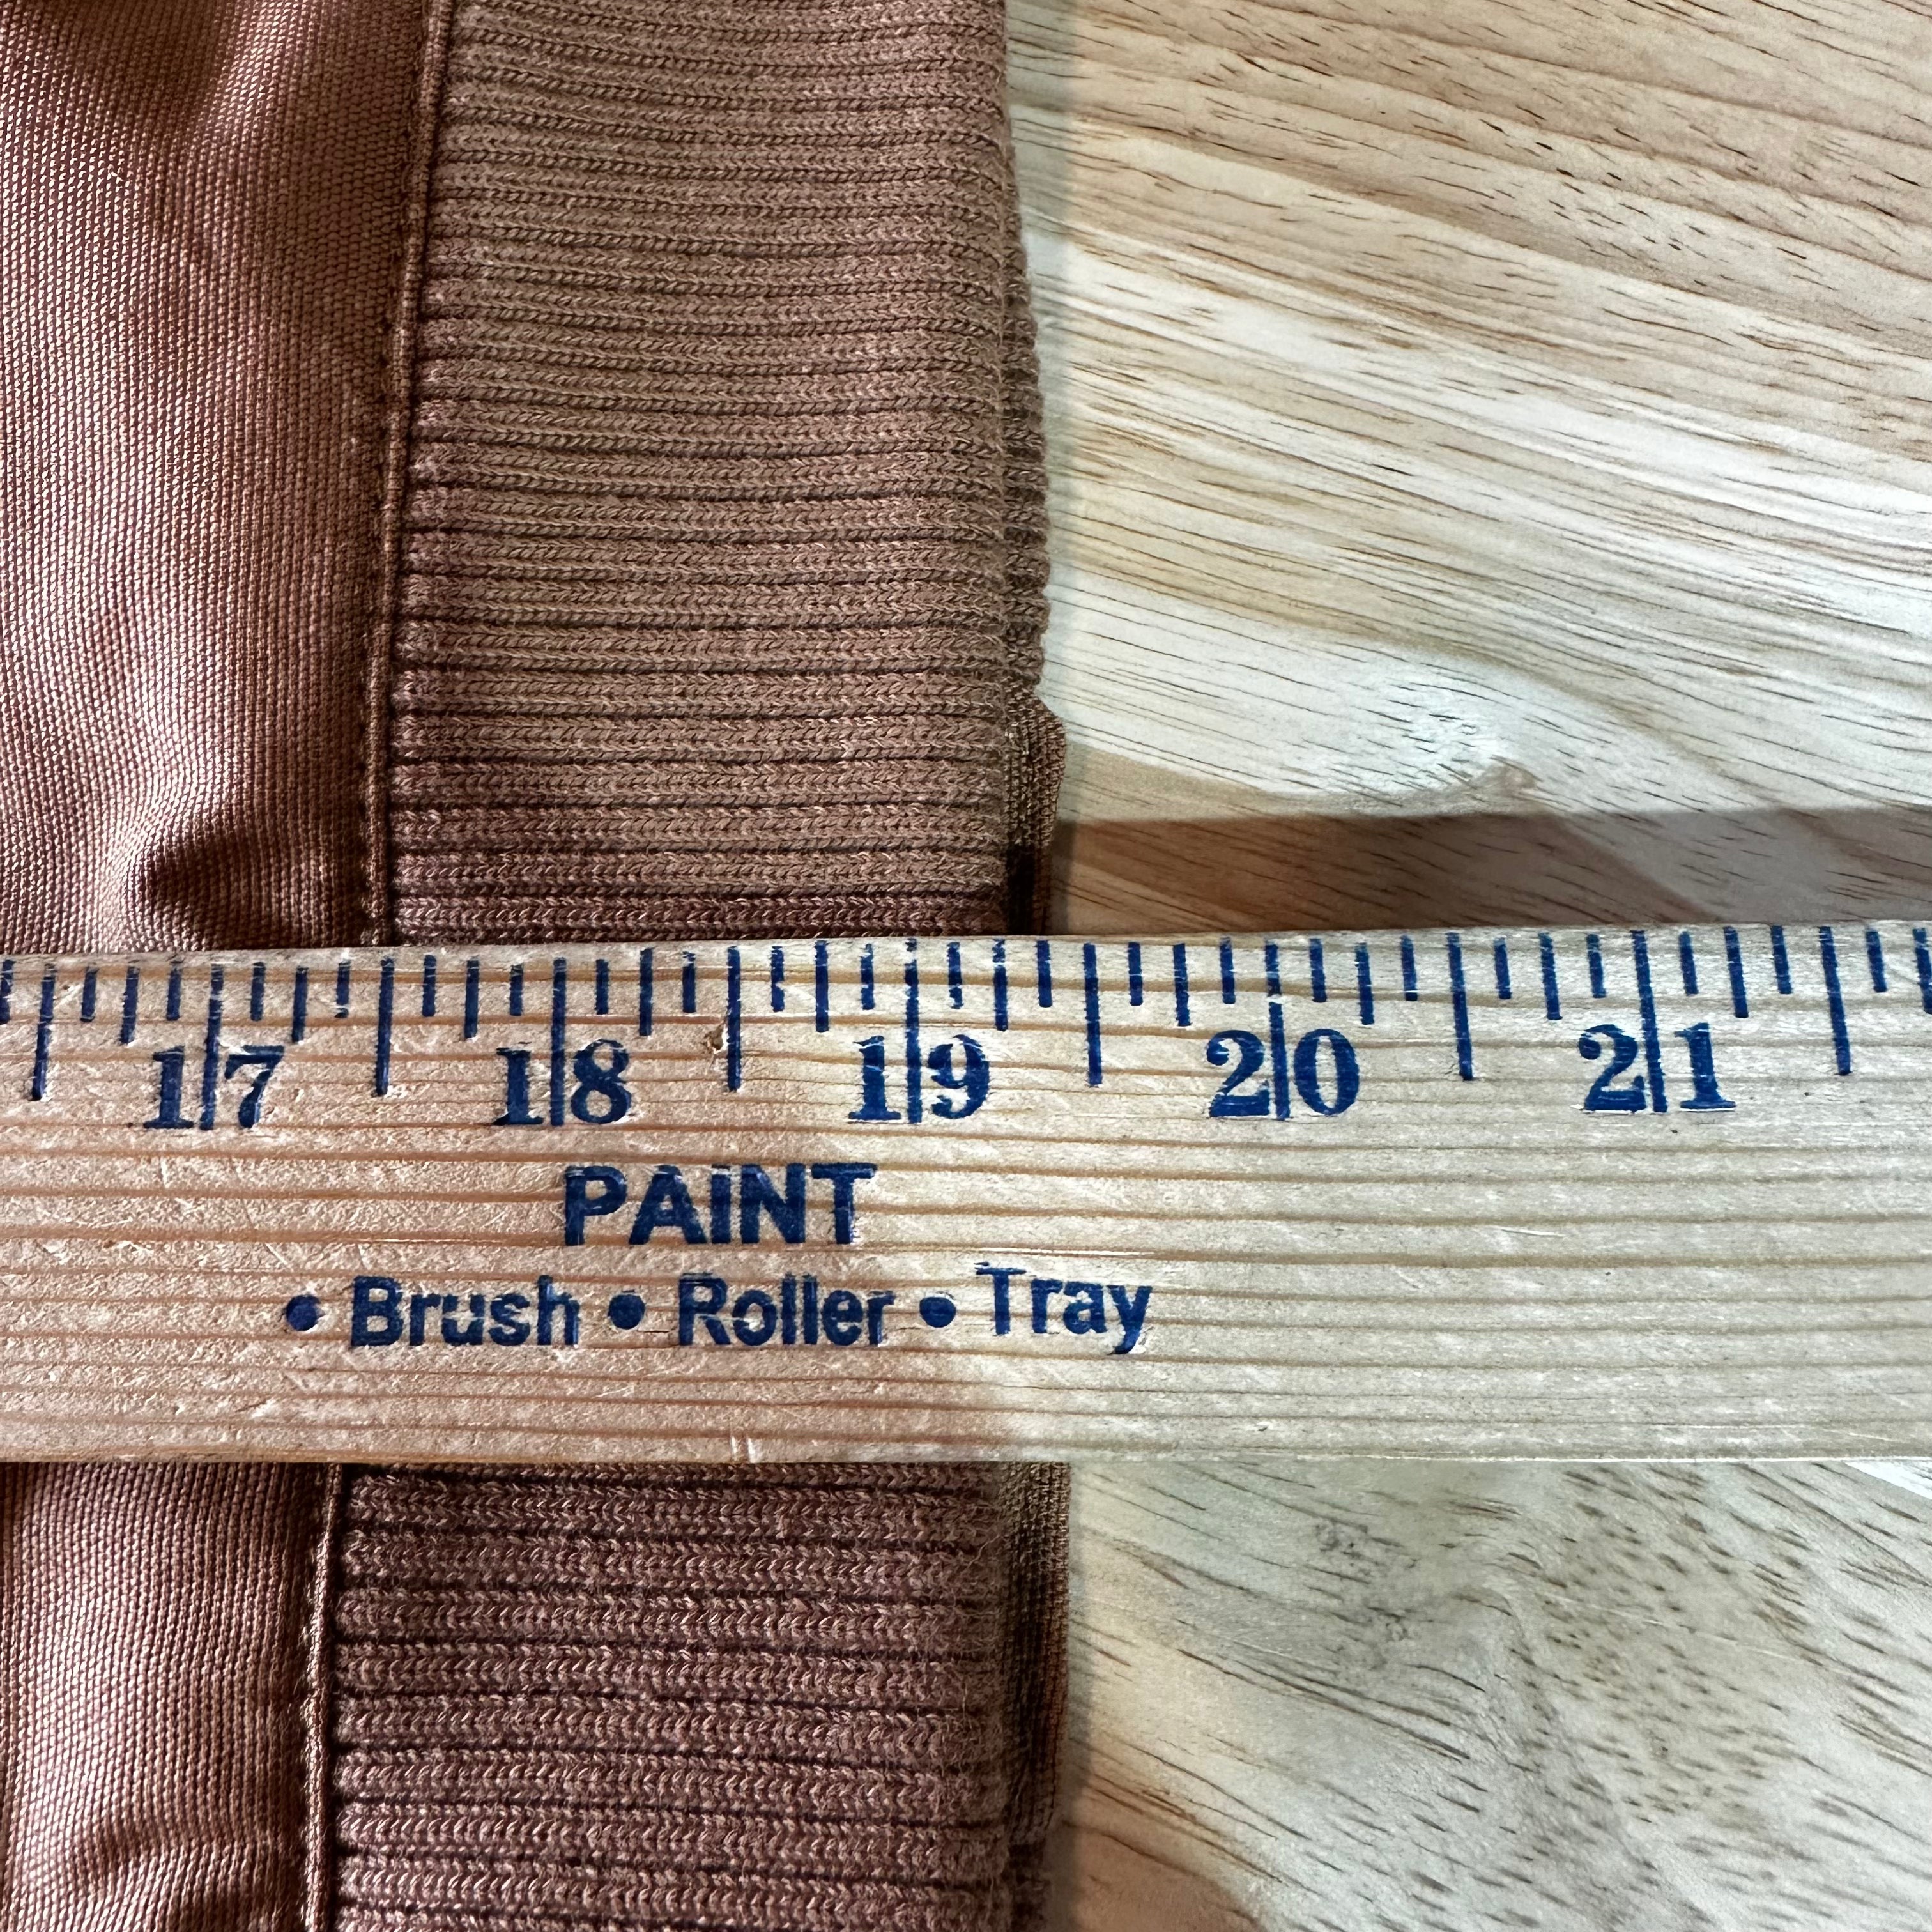 17 18 19 20 21
PAINT
• Brush • Roller • Tray